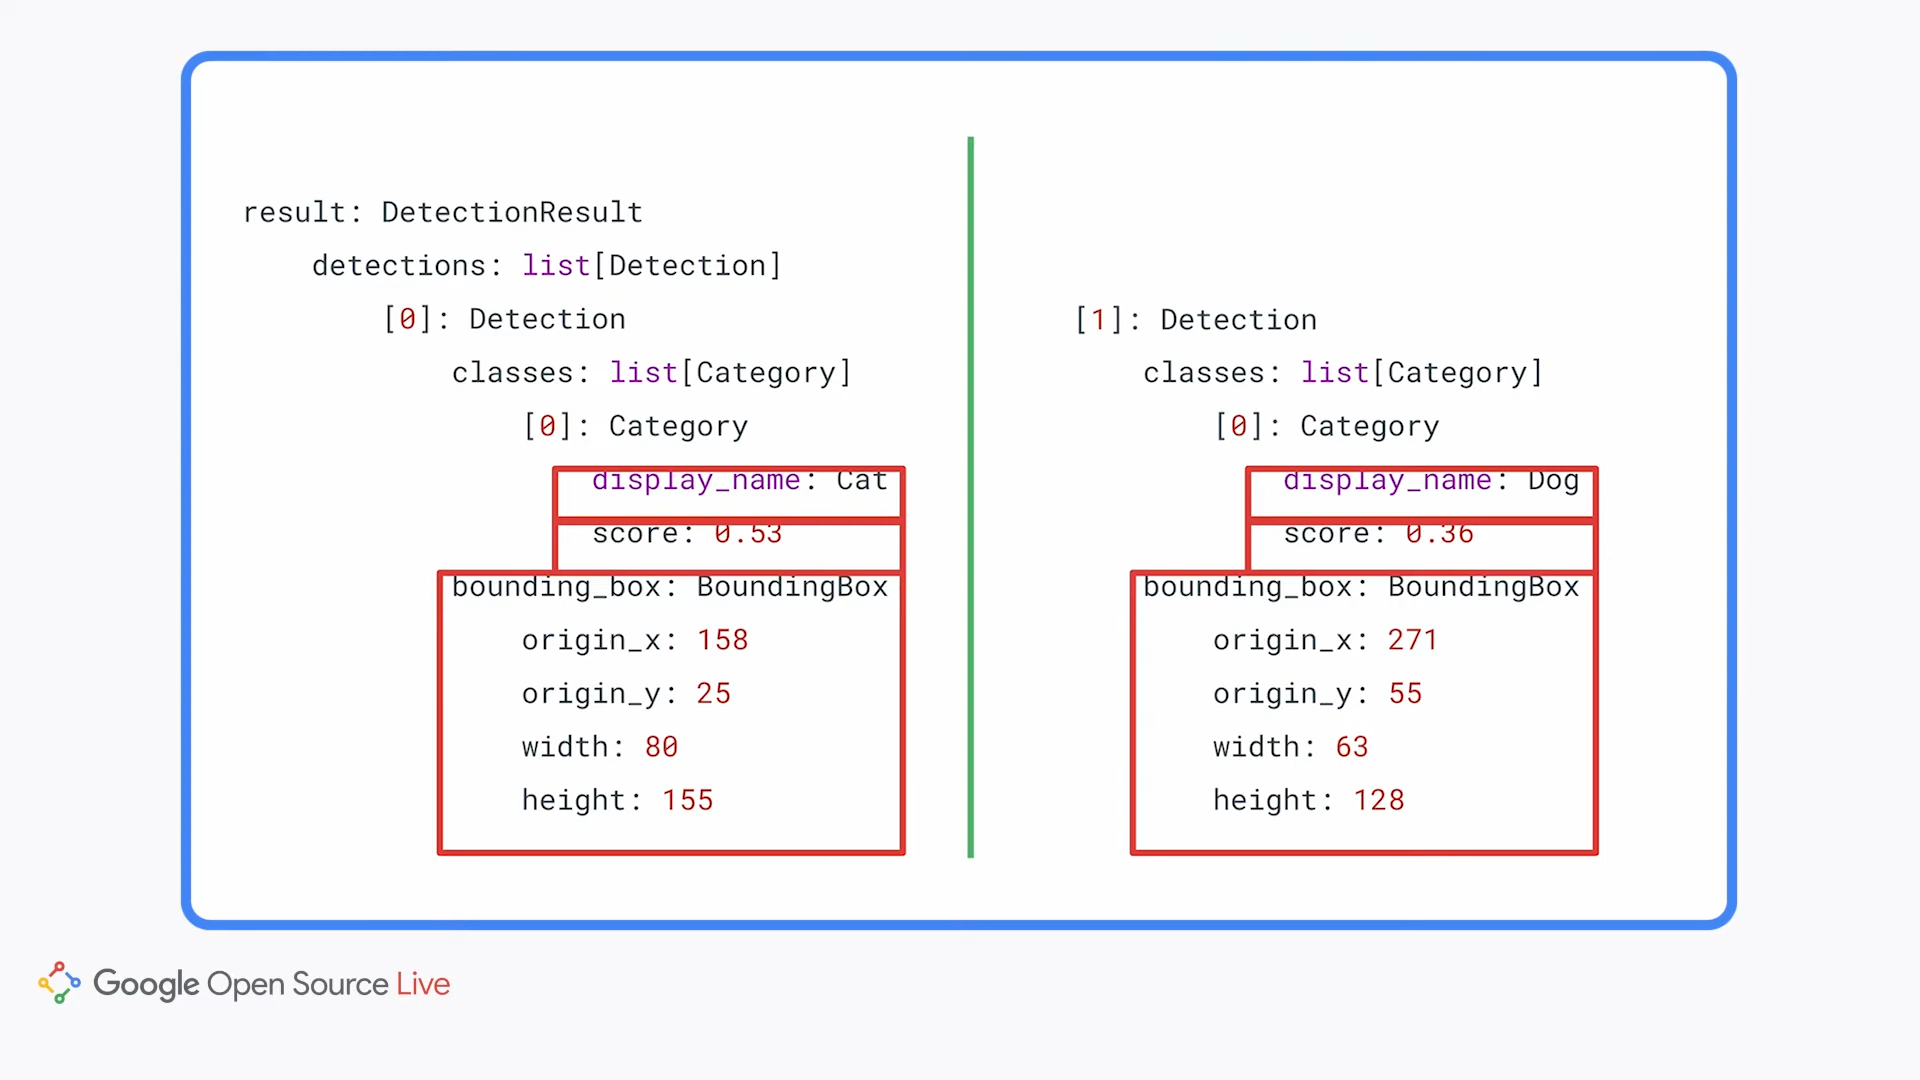 result: DetectionResult
detections: list[Detection]
[0]: Detection
classes: list[Category]
[0]: Category
display_name: Cat
score: 0.53
bounding_box: BoundingBox
origin_x: 158
origin_y: 25
width: 80
height: 155
[1]: Detection
classes: list[Category]
[0]: Category
display_name: Dog
score: 0.36
bounding_box: BoundingBox
origin_x: 271
origin_y: 55
width: 63
height: 128
Google Open Source Live